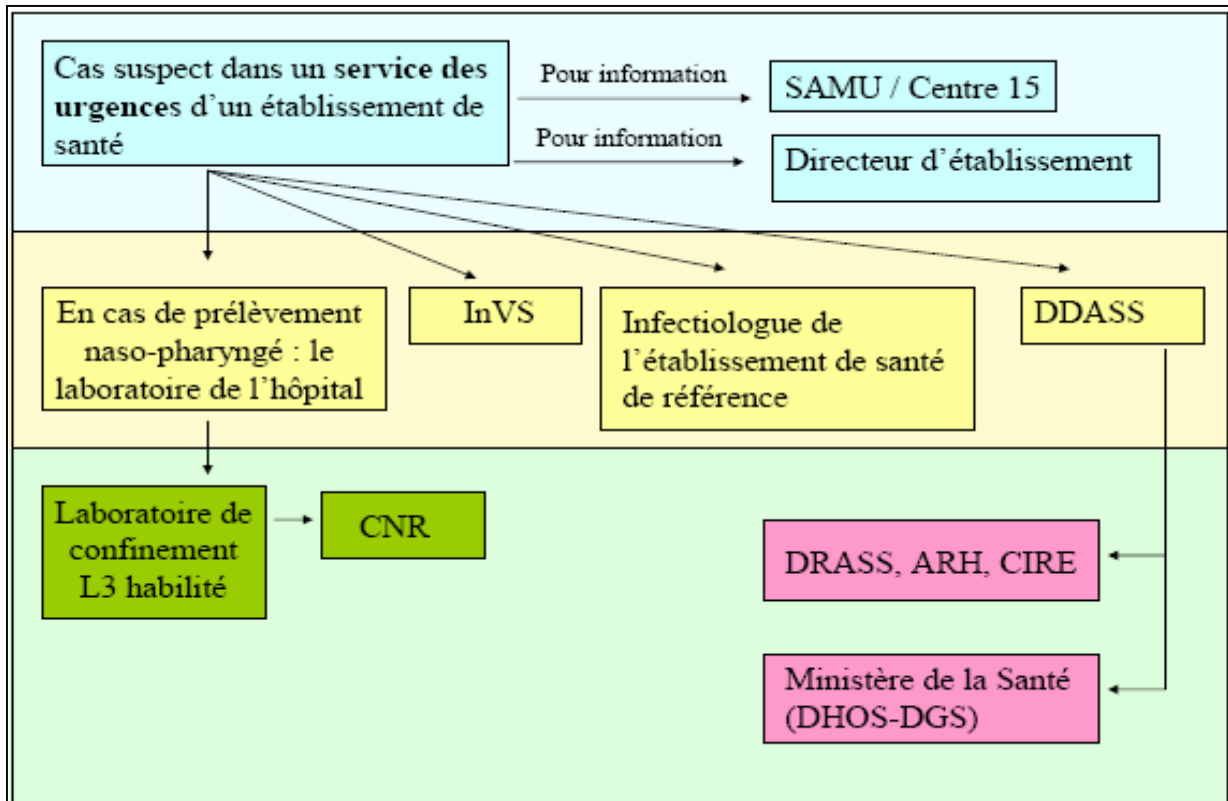 Cas suspect dans un service des
urgences d'un établissement de
santé
Pour information
SAMU / Centre 15
Pour information
Directeur d'établissement
En cas de prélèvement
naso-pharyngé : le
laboratoire de l'hôpital
InVS
Infectiologue de
l'établissement de santé
de référence
DDASS
Laboratoire de
confinement
L3 habilité
CNR
DRASS, ARH, CIRE
Ministère de la Santé
(DHOS-DGS)